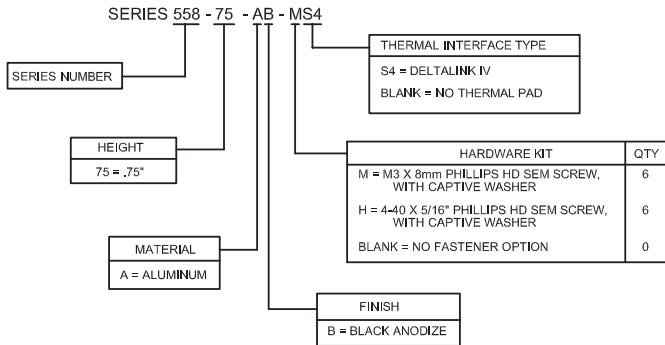 SERIES 558 - 75 - AB - MS4
THERMAL INTERFACE TYPE
S4 = DELTALINK IV
BLANK = NO THERMAL PAD
SERIES NUMBER
HEIGHT
75 = .75"
HARDWARE KIT QTY
M = M3 X 8mm PHILLIPS HD SEM SCREW, 6
WITH CAPTIVE WASHER
H = 4-40 X 5/16" PHILLIPS HD SEM SCREW, 6
WITH CAPTIVE WASHER
BLANK = NO FASTENER OPTION 0
MATERIAL
A = ALUMINUM
FINISH
B = BLACK ANODIZE